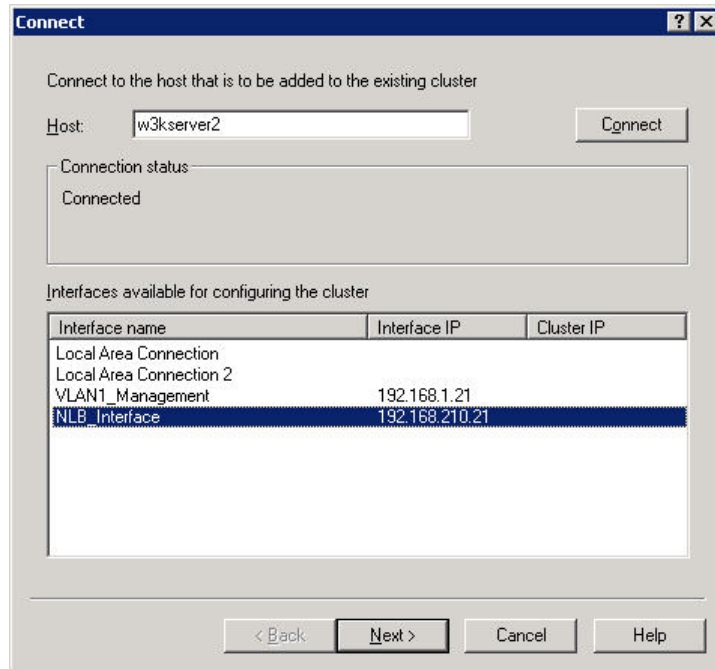 Connect
Connect to the host that is to be added to the existing cluster
Host: w3kserver2 Connect
Connection status
Connected
Interfaces available for configuring the cluster
Interface name Interface IP Cluster IP
Local Area Connection
Local Area Connection 2
VLAN1_Management 192.168.1.21
NLB_Interface 192.168.210.21
< Back Next > Cancel Help